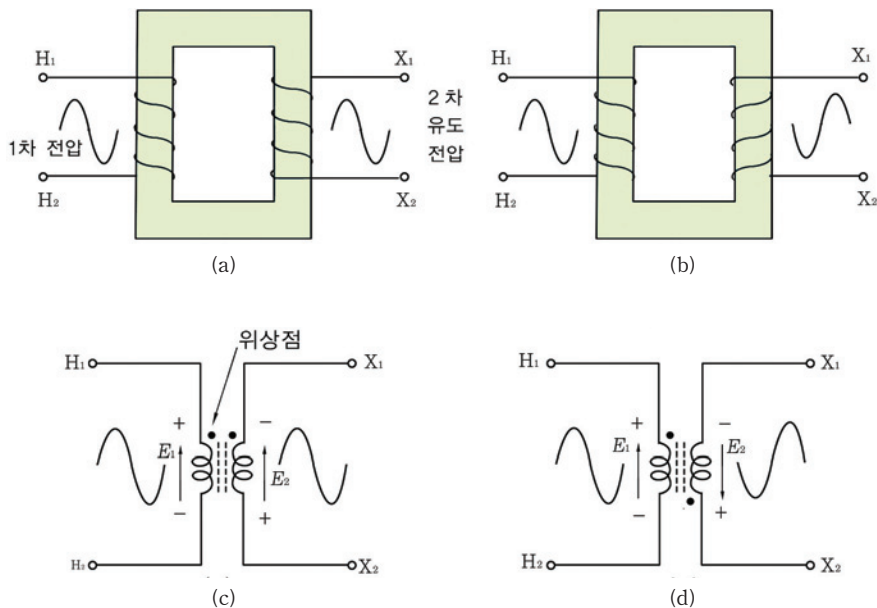 H₁
X₁
H₁
X₁
1차 전압
2 차
유도
전압
H₂
X₂
H₂
X₂
(a)
(b)
위상점
H₁
X₁
H₁
X₁
+
−
+
−
E₁
E₂
E₁
E₂
−
+
−
+
H₂
X₂
H₂
X₂
(c)
(d)